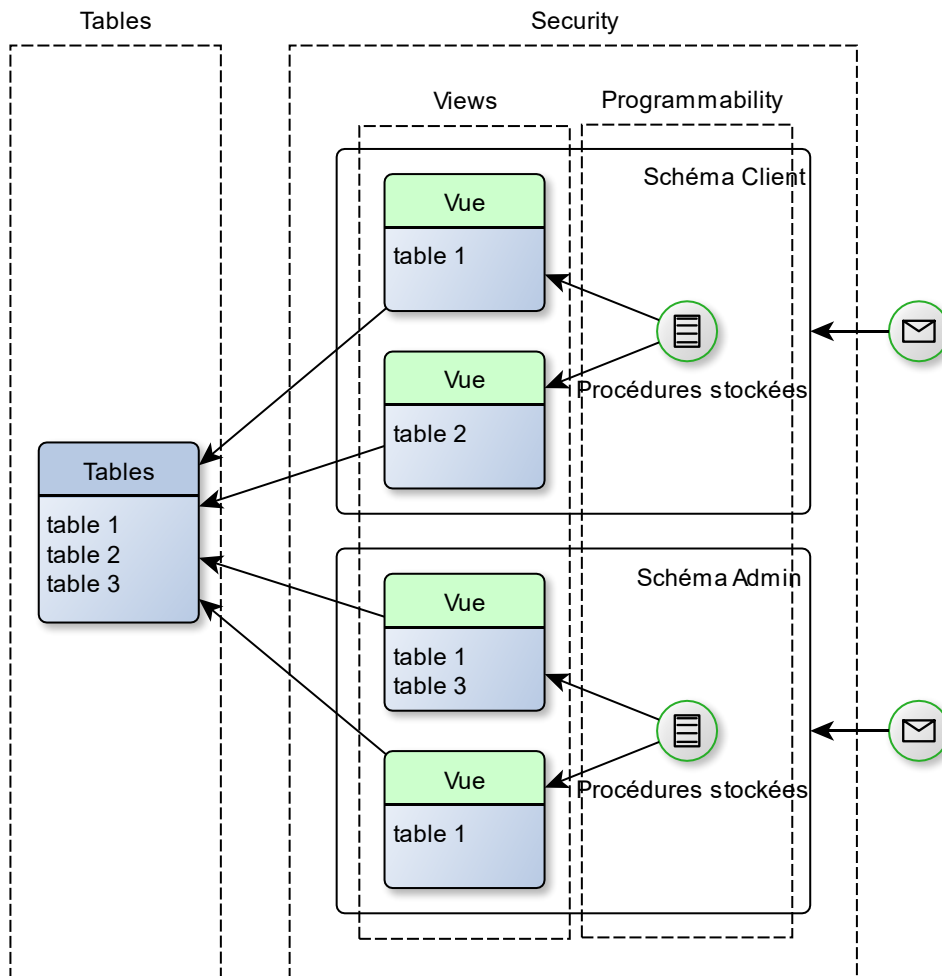 Tables
Security
Views
Programmability
Schéma Client
Vue
table 1
Vue
table 2
Procédures stockées
Tables
table 1
table 2
table 3
Schéma Admin
Vue
table 1
table 3
Vue
table 1
Procédures stockées